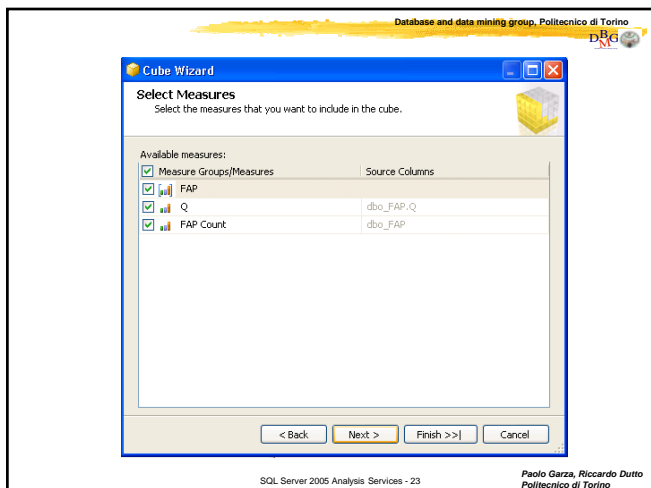 Database and data mining group, Politecnico di Torino
DBMG
Cube Wizard
Select Measures
Select the measures that you want to include in the cube.
Available measures:
Measure Groups/Measures Source Columns
FAP
Q dbo_FAP.Q
FAP Count dbo_FAP
< Back Next > Finish >>| Cancel
SQL Server 2005 Analysis Services - 23
Paolo Garza, Riccardo Dutto
Politecnico di Torino